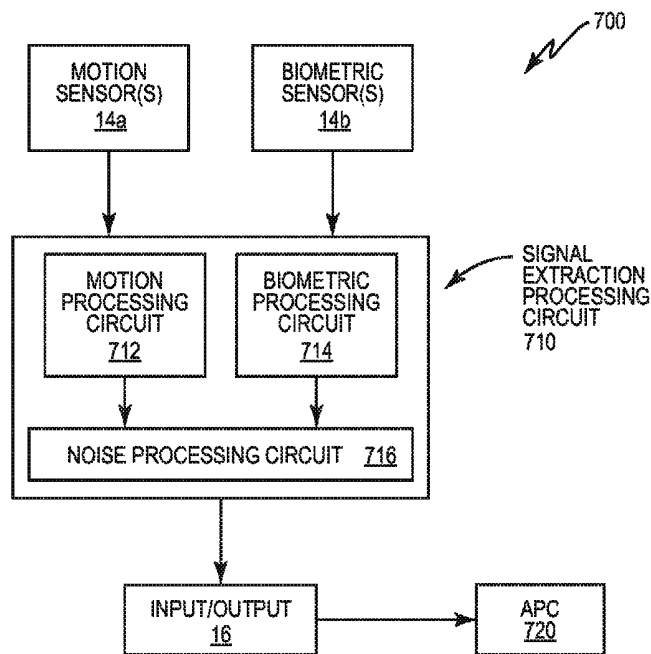 700
MOTION
SENSOR(S)
14a
BIOMETRIC
SENSOR(S)
14b
SIGNAL
EXTRACTION
PROCESSING
CIRCUIT
710
MOTION
PROCESSING
CIRCUIT
712
BIOMETRIC
PROCESSING
CIRCUIT
714
NOISE PROCESSING CIRCUIT 716
INPUT/OUTPUT
16
APC
720